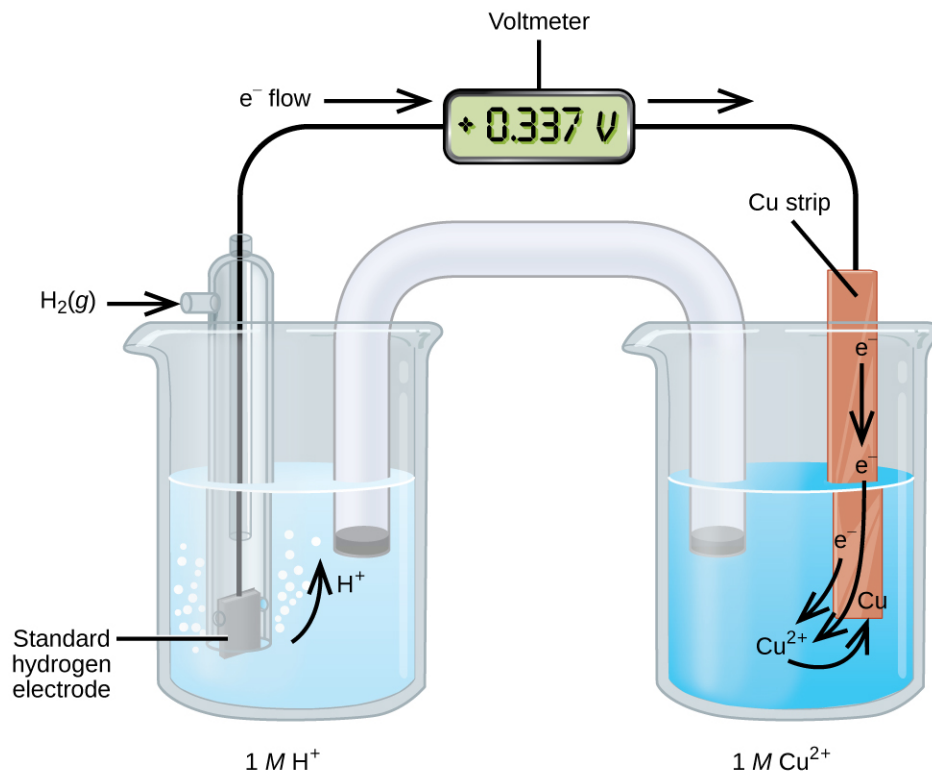 Voltmeter
e⁻ flow
+ 0.337 V
Cu strip
H₂(g)
e⁻
e⁻
e⁻
H⁺
Cu
Cu²⁺
Standard
hydrogen
electrode
1 M H⁺
1 M Cu²⁺